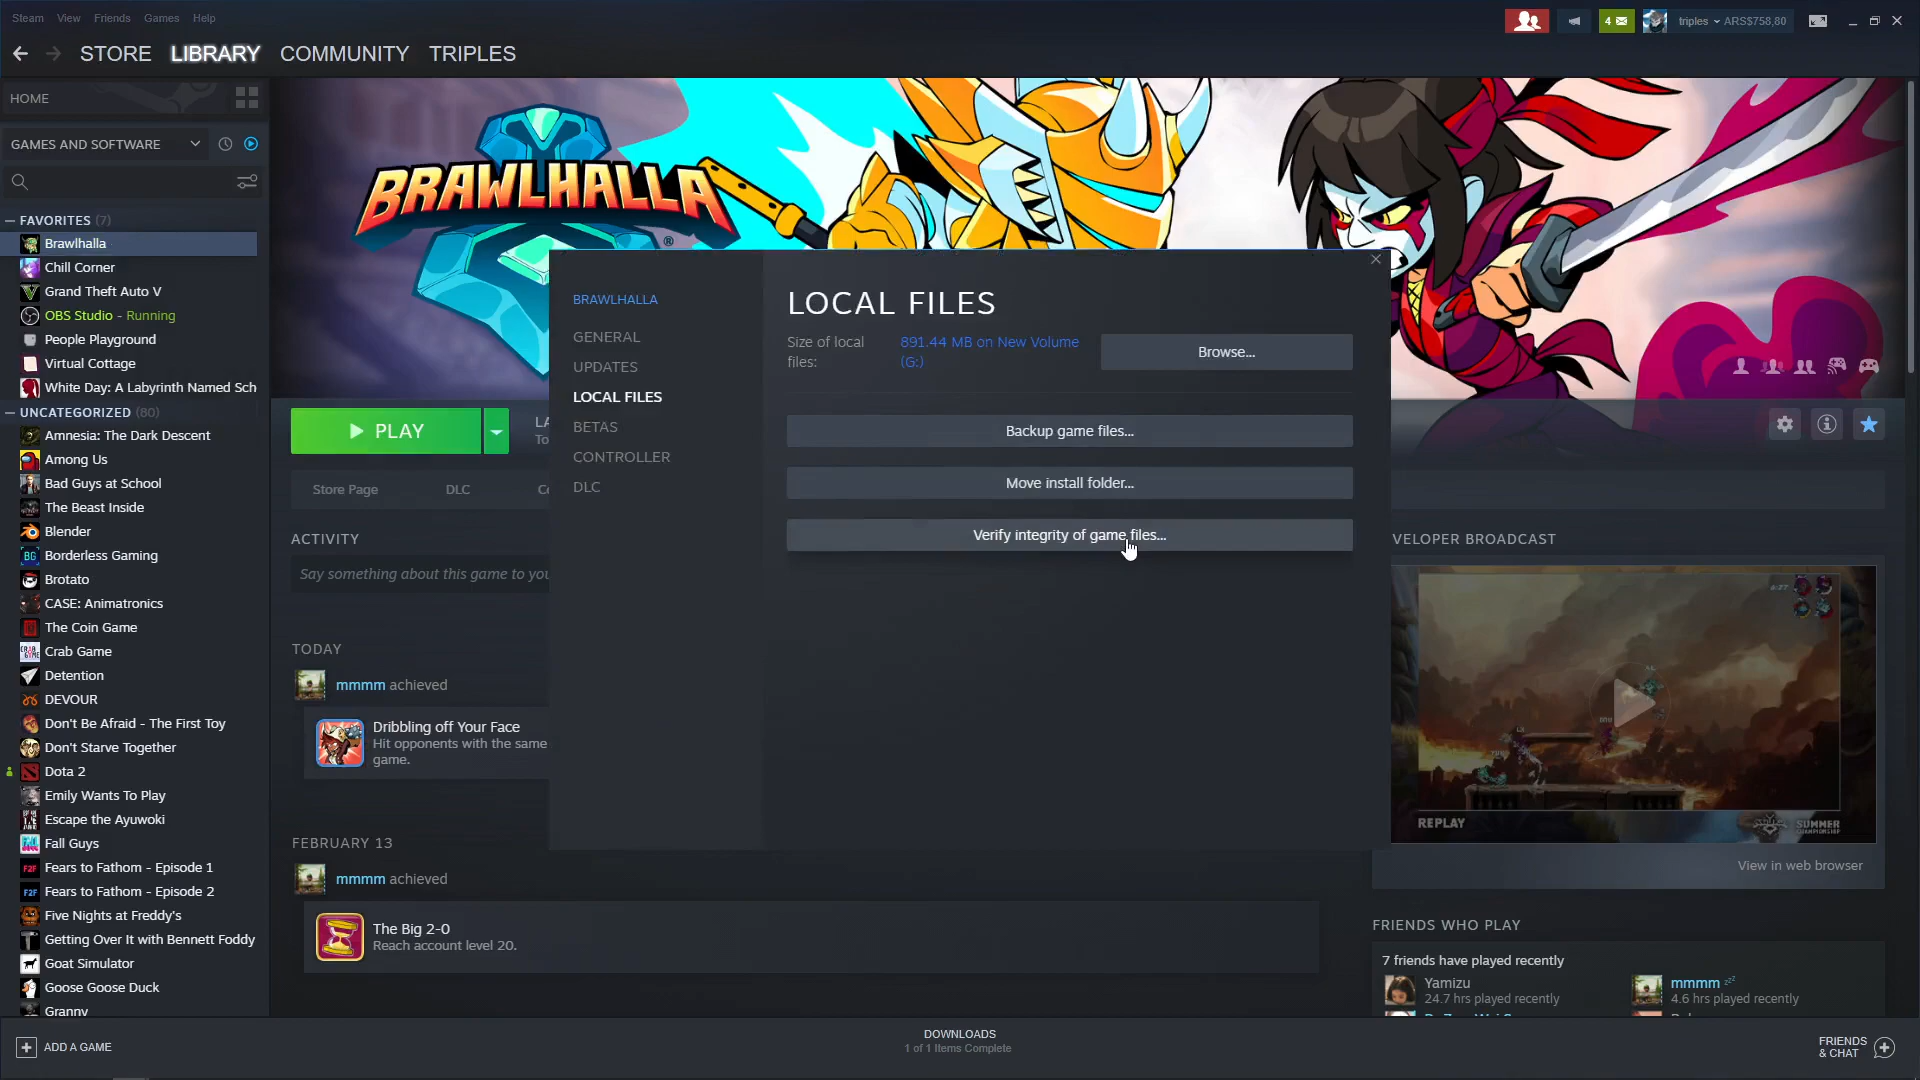 Steam View Friends Games Help
4 triples ARS$758,80
STORE LIBRARY COMMUNITY TRIPLES
HOME
GAMES AND SOFTWARE
FAVORITES (7)
Brawlhalla
Chill Corner
Grand Theft Auto V
OBS Studio - Running
People Playground
Virtual Cottage
White Day: A Labyrinth Named Sch
UNCATEGORIZED (80)
Amnesia: The Dark Descent
Among Us
Bad Guys at School
The Beast Inside
Blender
Borderless Gaming
Brotato
CASE: Animatronics
The Coin Game
Crab Game
Detention
DEVOUR
Don't Be Afraid - The First Toy
Don't Starve Together
Dota 2
Emily Wants To Play
Escape the Ayuwoki
Fall Guys
Fears to Fathom - Episode 1
Fears to Fathom - Episode 2
Five Nights at Freddy's
Getting Over It with Bennett Foddy
Goat Simulator
Goose Goose Duck
Granny
ADD A GAME
BRAWLHALLA
®
PLAY
Store Page DLC
ACTIVITY
Say something about this game to you
TODAY
mmmm achieved
Dribbling off Your Face
Hit opponents with the same
game.
FEBRUARY 13
mmmm achieved
The Big 2-0
Reach account level 20.
BRAWLHALLA
GENERAL
UPDATES
LOCAL FILES
BETAS
CONTROLLER
DLC
LOCAL FILES
Size of local
files:
891.44 MB on New Volume
(G:)
Browse...
Backup game files...
Move install folder...
Verify integrity of game files...
VELOPER BROADCAST
REPLAY
SUMMER
CHAMPIONSHIP
View in web browser
FRIENDS WHO PLAY
7 friends have played recently
Yamizu
24.7 hrs played recently
mmmm zzz
4.6 hrs played recently
DOWNLOADS
1 of 1 Items Complete
FRIENDS
& CHAT